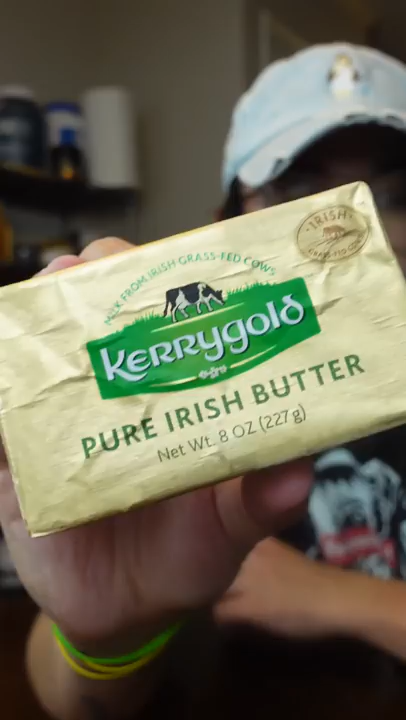 MILK FROM IRISH GRASS-FED COWS
Kerrygold
PURE IRISH BUTTER
Net Wt. 8 OZ (227g)
·IRISH·